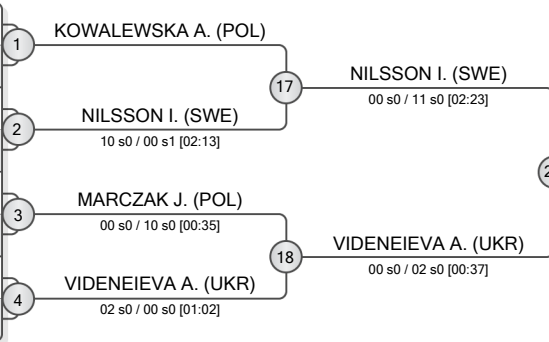 KOWALEWSKA A. (POL)
1
17
NILSSON I. (SWE)
00 s0 / 11 s0 [02:23]
NILSSON I. (SWE)
2
10 s0 / 00 s1 [02:13]
MARCZAK J. (POL)
3
00 s0 / 10 s0 [00:35]
18
VIDENEIEVA A. (UKR)
00 s0 / 02 s0 [00:37]
VIDENEIEVA A. (UKR)
4
02 s0 / 00 s0 [01:02]